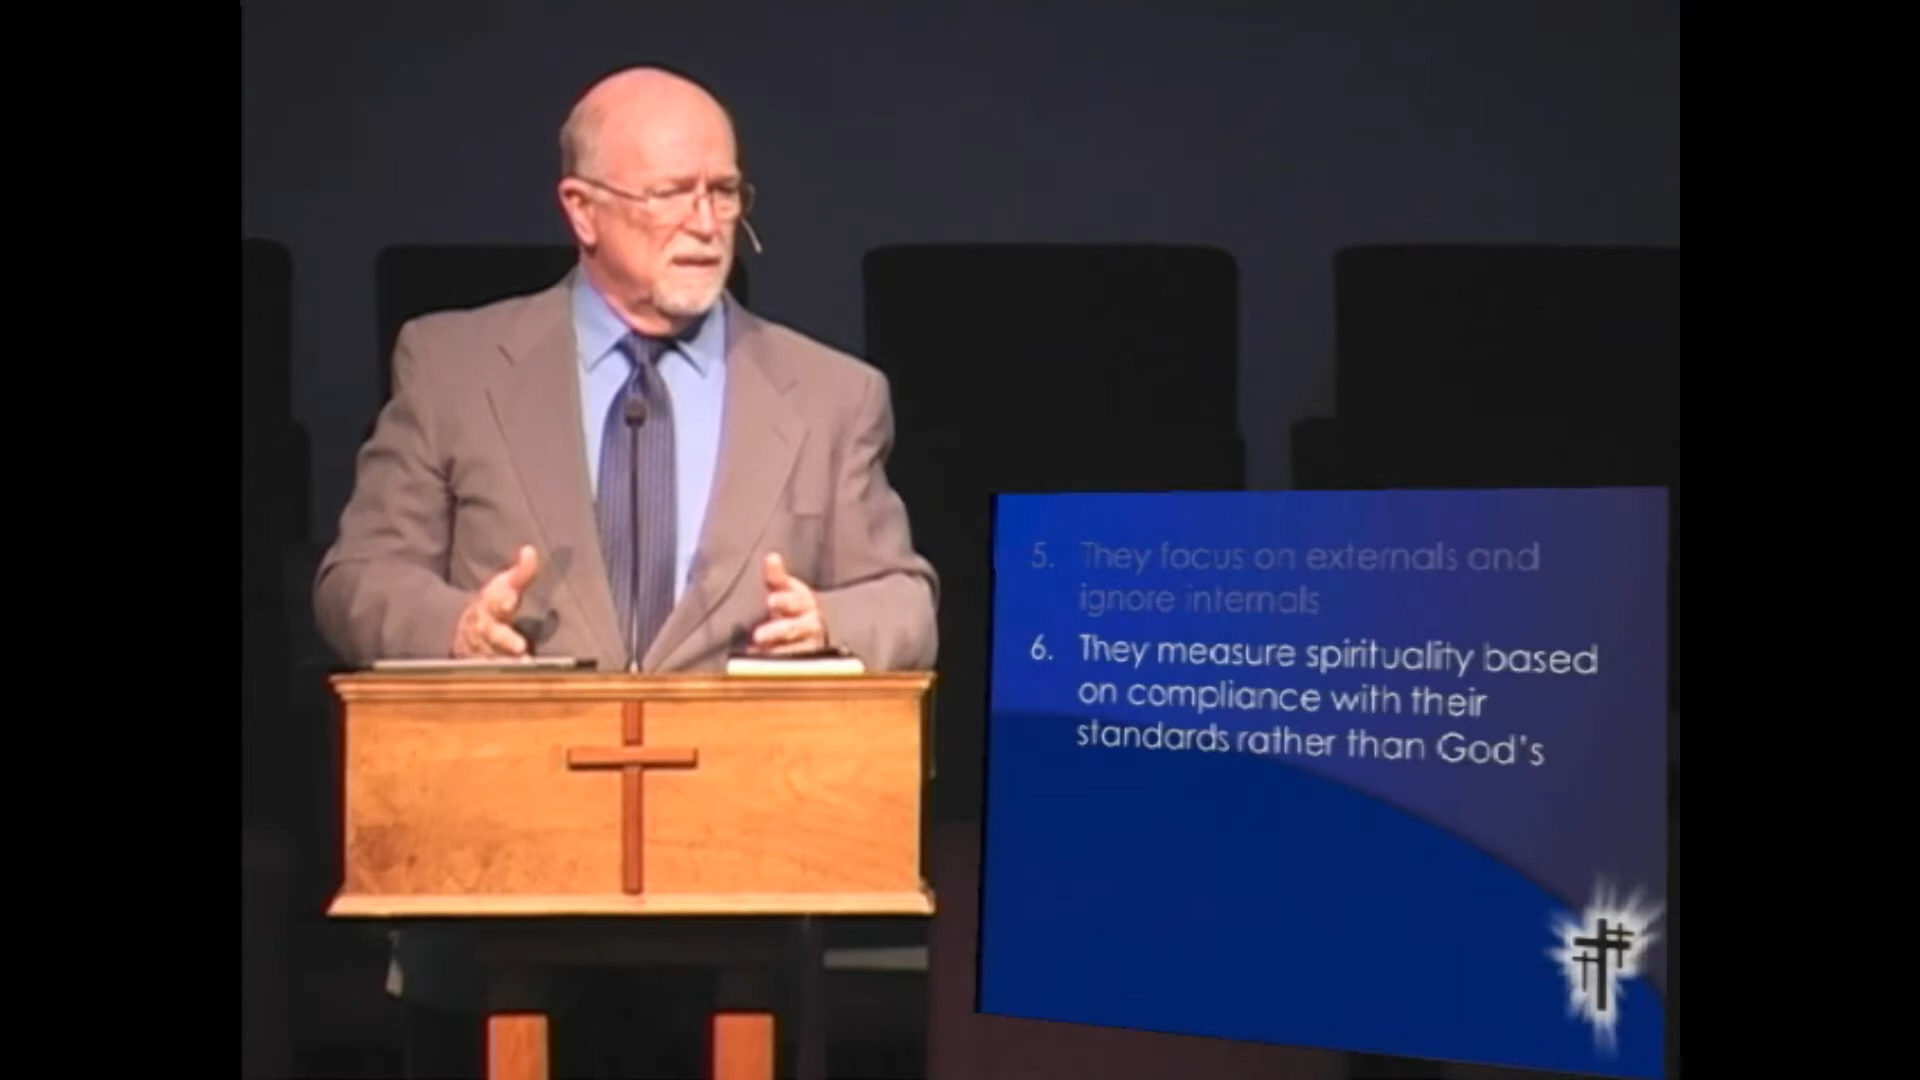 5. They focus on externals and
ignore internals
6. They measure spirituality based
on compliance with their
standards rather than God's